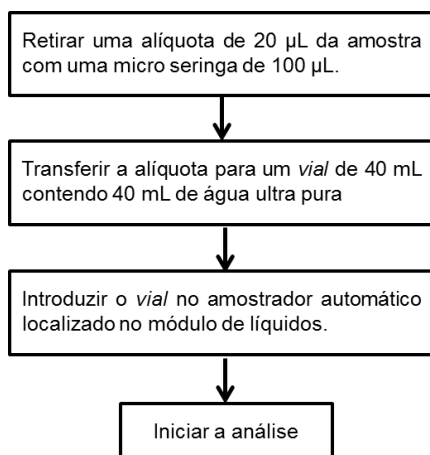 Retirar uma alíquota de 20 µL da amostra
com uma micro seringa de 100 µL.
Transferir a alíquota para um vial de 40 mL
contendo 40 mL de água ultra pura
Introduzir o vial no amostrador automático
localizado no módulo de líquidos.
Iniciar a análise